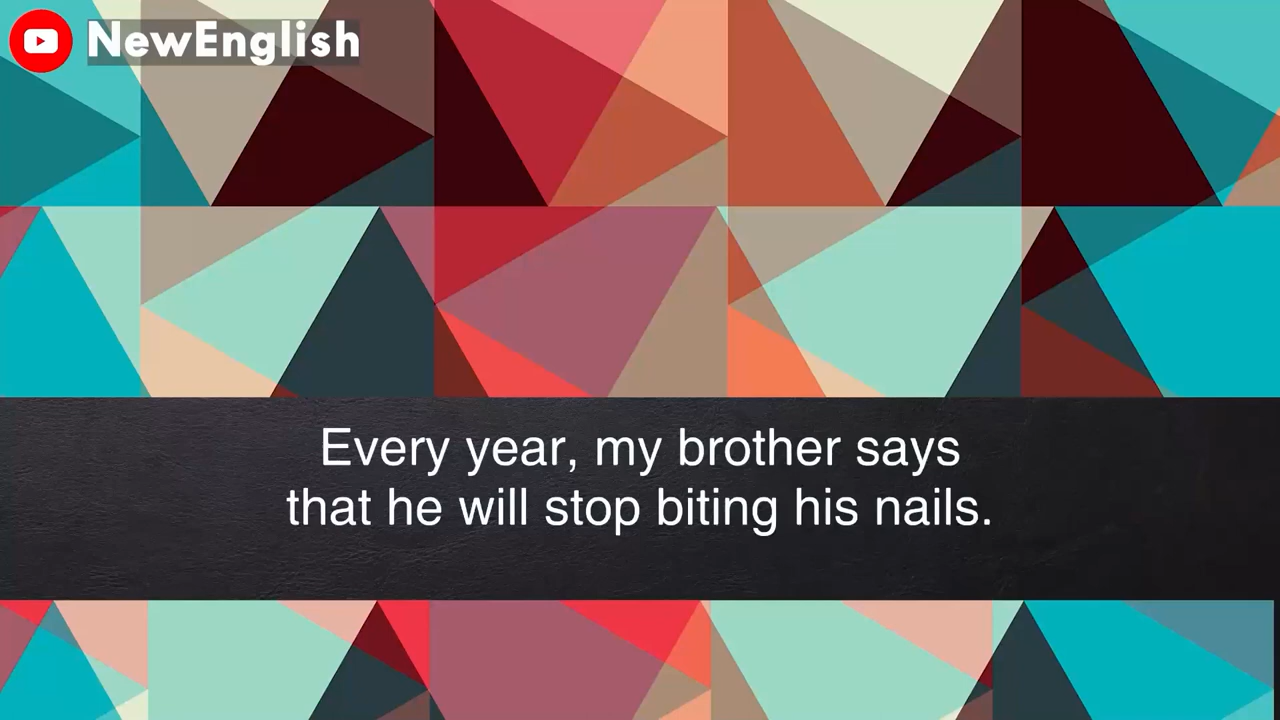 NewEnglish
Every year, my brother says
that he will stop biting his nails.